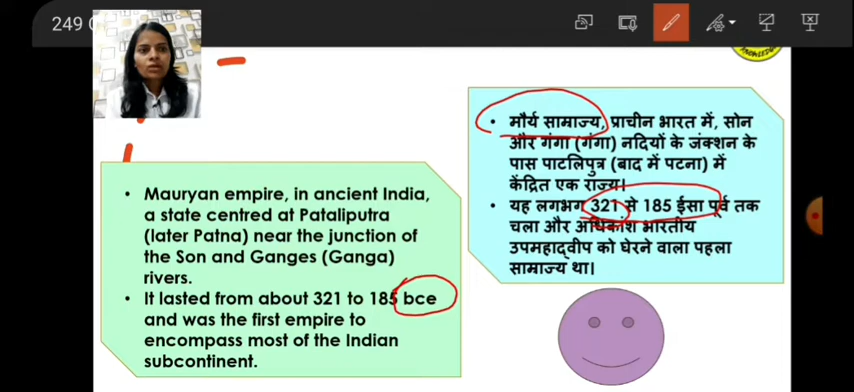 249 0
KNOWLEDGE
• Mauryan empire, in ancient India,
a state centred at Pataliputra
(later Patna) near the junction of
the Son and Ganges (Ganga)
rivers.
• It lasted from about 321 to 185 bce
and was the first empire to
encompass most of the Indian
subcontinent.
• मौर्य साम्राज्य, प्राचीन भारत में, सोन
और गंगा (गंगा) नदियों के जंक्शन के
पास पाटलिपुत्र (बाद में पटना) में
केंद्रित एक राज्य।
• यह लगभग 321 से 185 ईसा पूर्व तक
चला और अधिकांश भारतीय
उपमहाद्वीप को घेरने वाला पहला
साम्राज्य था।